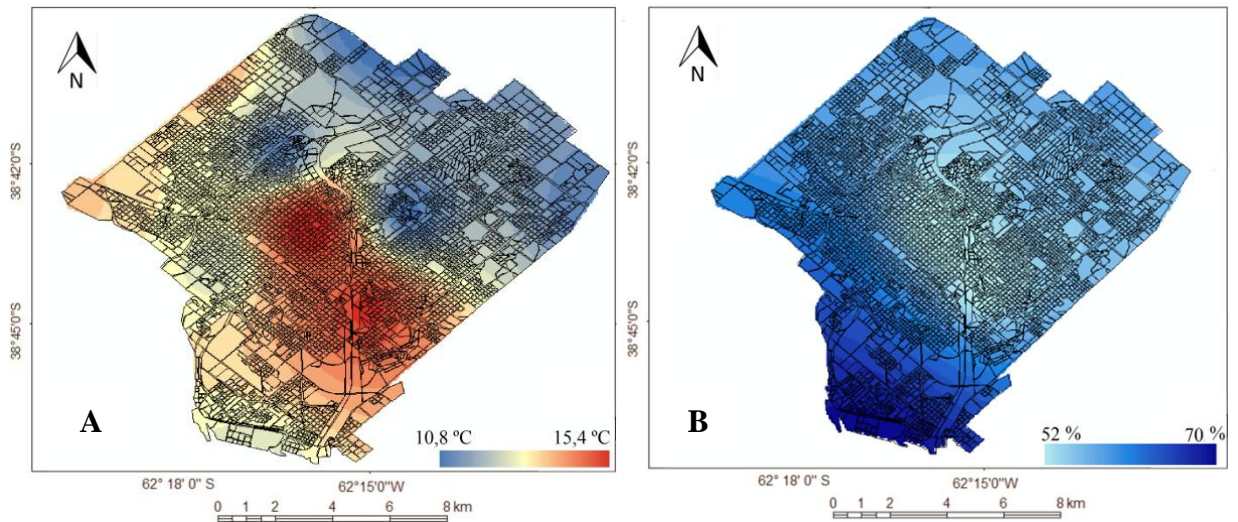 N
38°42'0"S
38°45'0"S
A
10,8 ºC 15,4 ºC
62° 18' 0" S 62°15'0"W
0 1 2 4 6 8 km
N
38°42'0"S
38°45'0"S
B
52 % 70 %
62° 18' 0" S 62°15'0"W
0 1 2 4 6 8 km